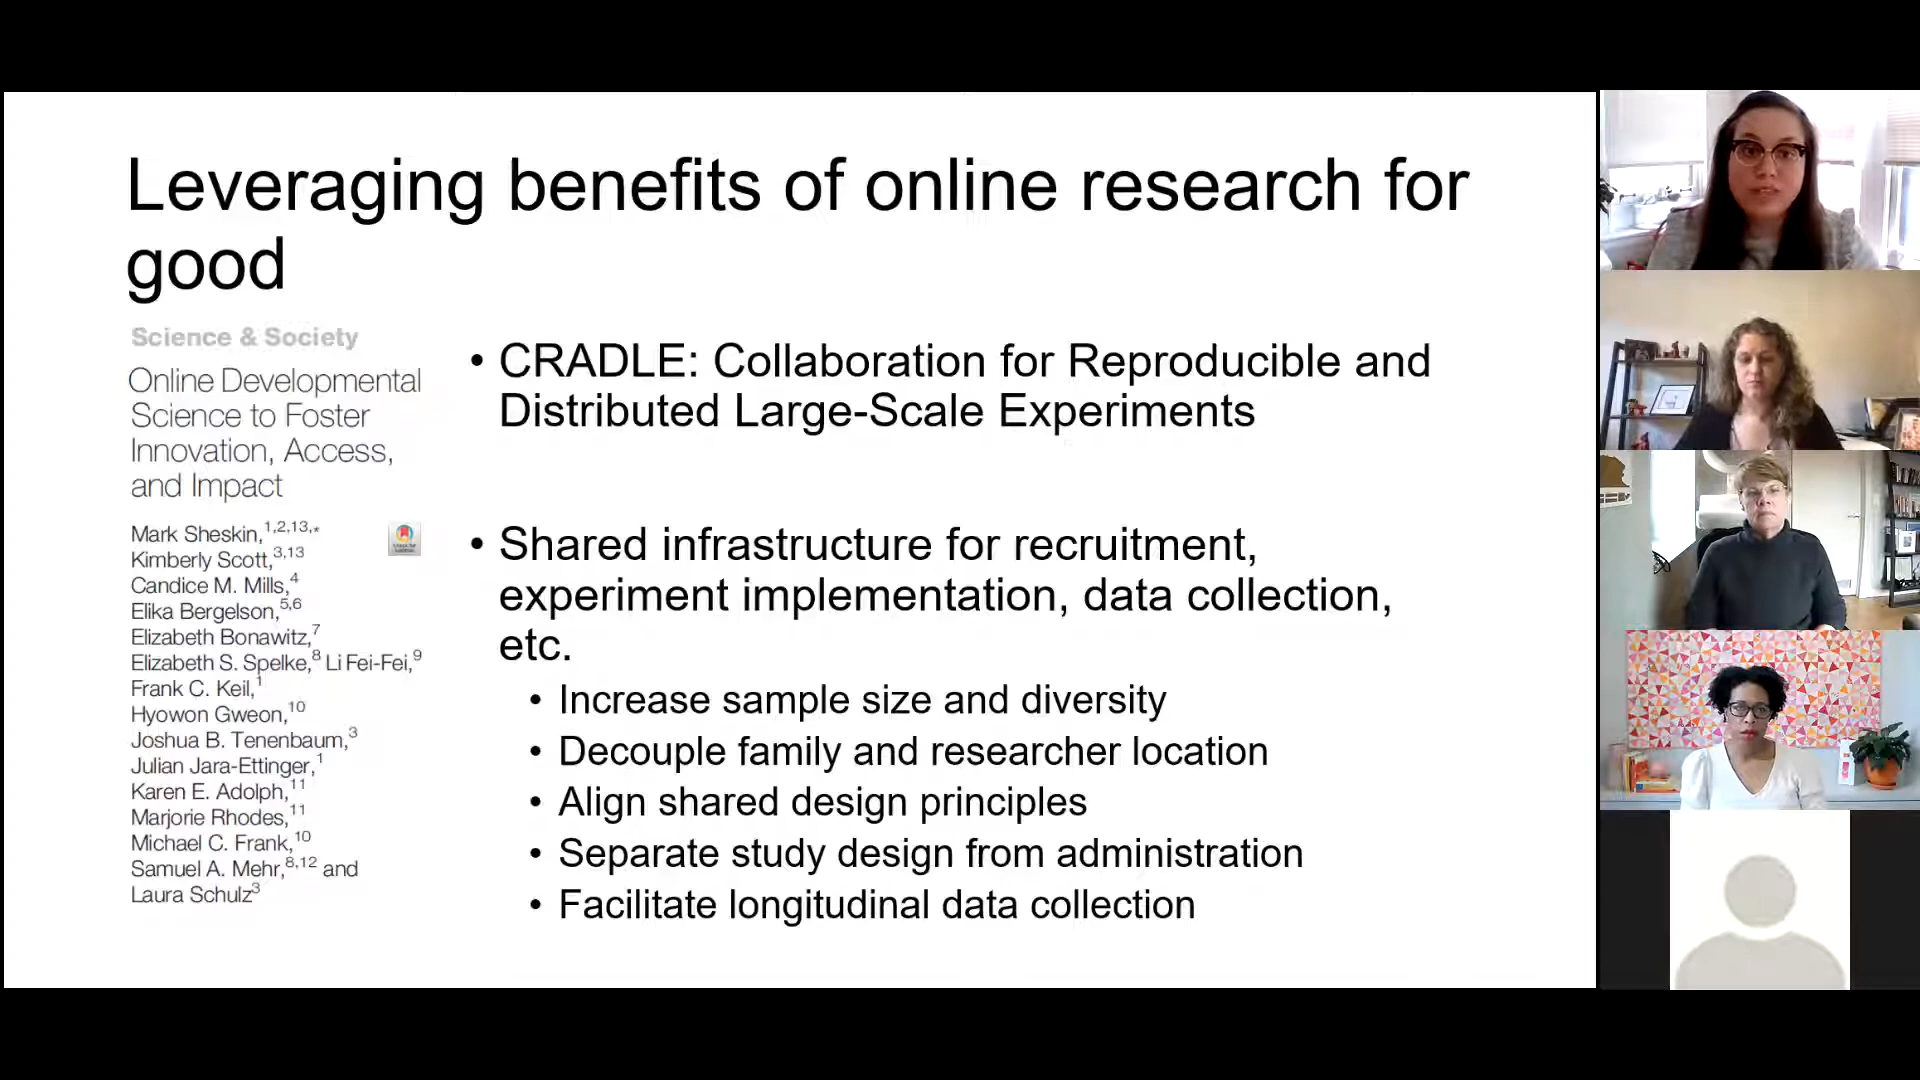 Leveraging benefits of online research for
good
Science & Society
Online Developmental
Science to Foster
Innovation, Access,
and Impact
Mark Sheskin,1,2,13,*
Kimberly Scott,3,13
Candice M. Mills,4
Elika Bergelson,5,6
Elizabeth Bonawitz,7
Elizabeth S. Spelke,8 Li Fei-Fei,9
Frank C. Keil,1
Hyowon Gweon,10
Joshua B. Tenenbaum,3
Julian Jara-Ettinger,1
Karen E. Adolph,11
Marjorie Rhodes,11
Michael C. Frank,10
Samuel A. Mehr,8,12 and
Laura Schulz3
• CRADLE: Collaboration for Reproducible and
Distributed Large-Scale Experiments
• Shared infrastructure for recruitment,
experiment implementation, data collection,
etc.
• Increase sample size and diversity
• Decouple family and researcher location
• Align shared design principles
• Separate study design from administration
• Facilitate longitudinal data collection